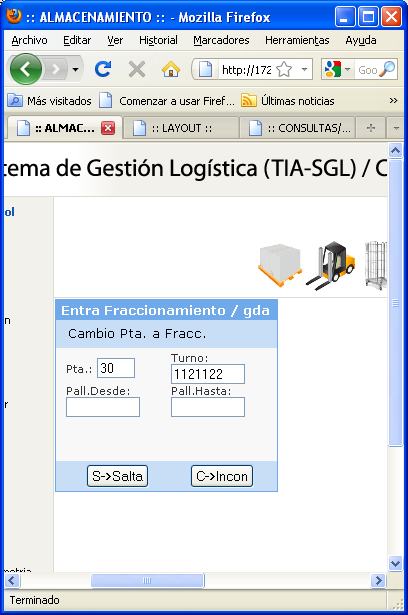 :: ALMACENAMIENTO :: - Mozilla Firefox
Archivo Editar Ver Historial Marcadores Herramientas Ayuda
http://172
Goo
Más visitados Comenzar a usar Firef... Últimas noticias
:: ALMAC... :: LAYOUT :: :: CONSULTAS/...
tema de Gestión Logística (TIA-SGL) / C
ol
Entra Fraccionamiento / gda
Cambio Pta. a Fracc.
n
Pta.: 30 Turno: 1121122
Pall.Desde: Pall.Hasta:
r
S->Salta C->Incon
metria
Terminado